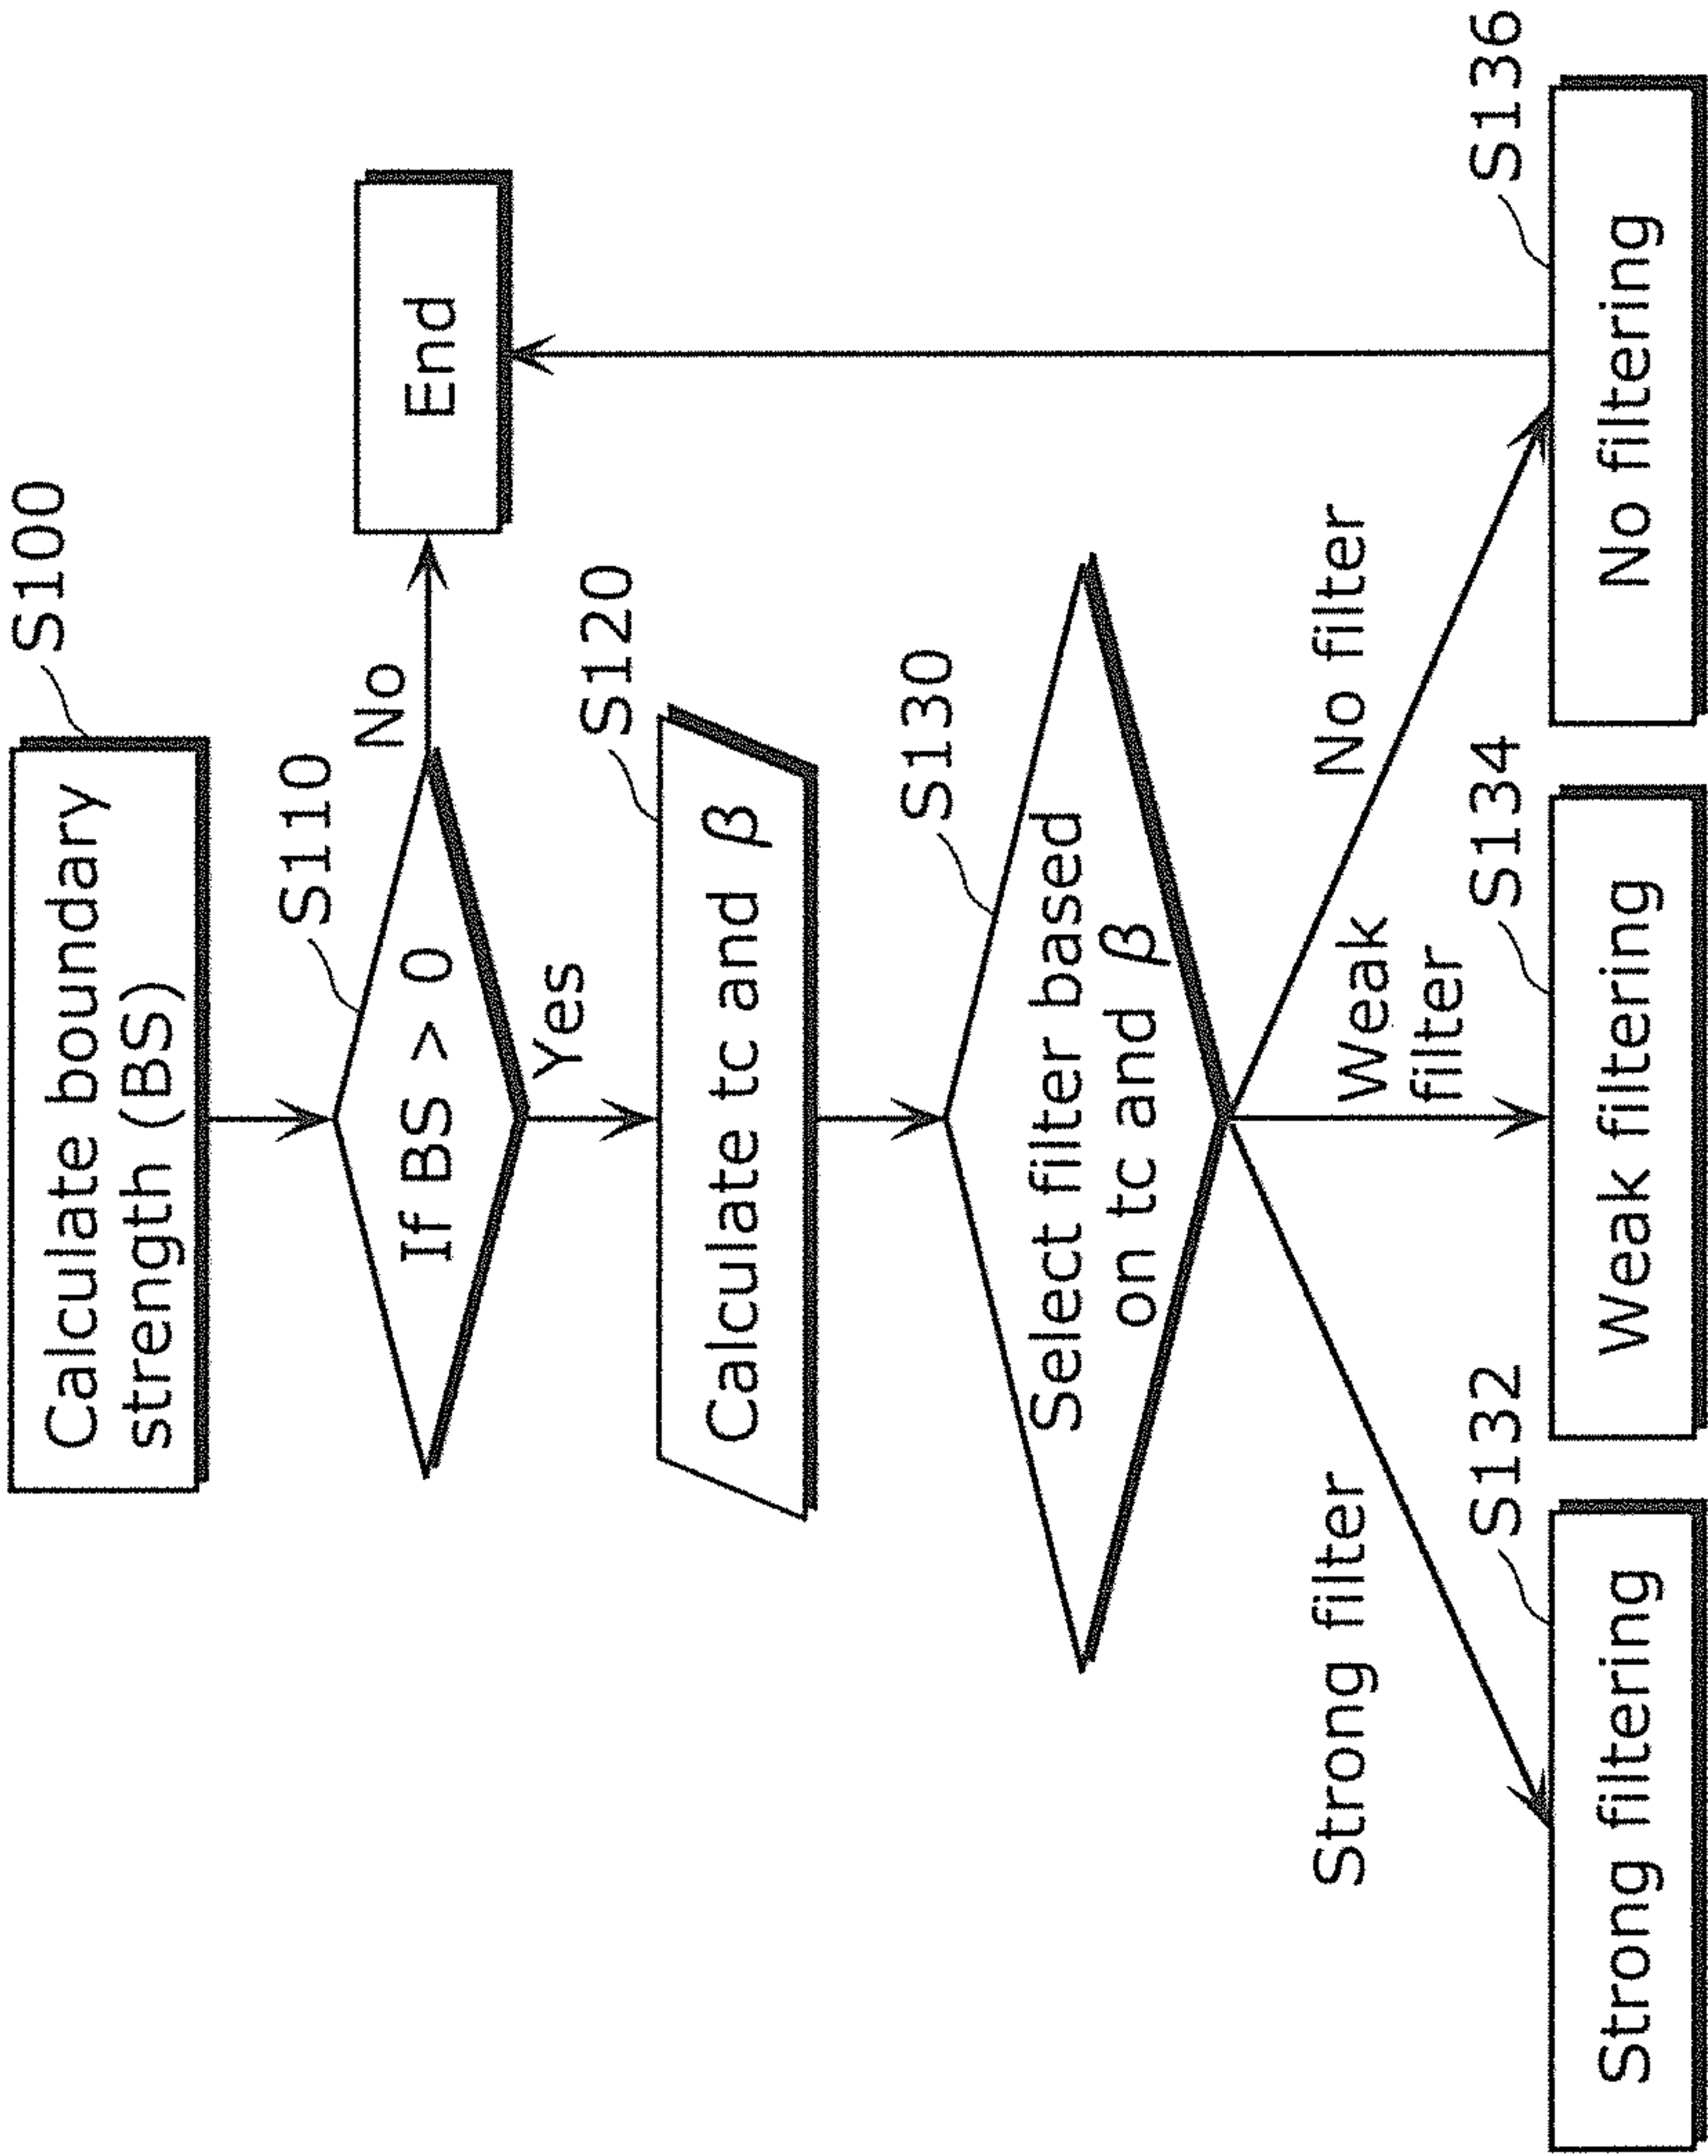 Calculate boundary
strength (BS)
S100
If BS > 0
S110
No
End
Yes
Calculate tc and β
S120
Select filter based
on tc and β
S130
Strong filter
Weak
filter
No filter
Strong filtering
S132
Weak filtering
S134
No filtering
S136